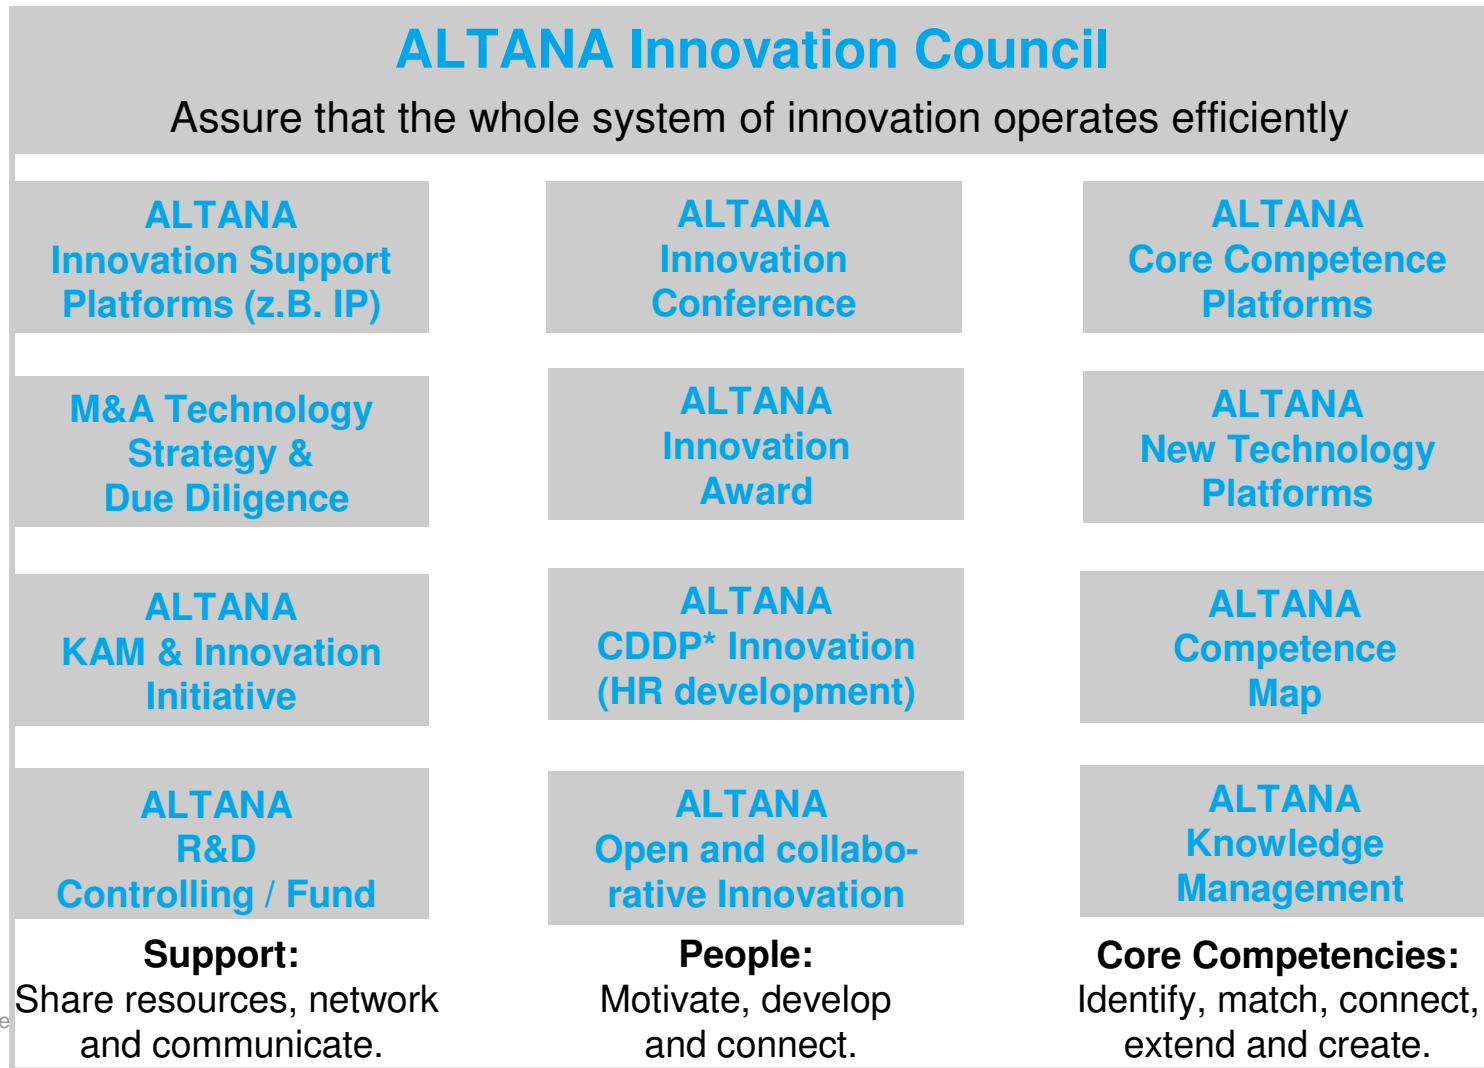 ALTANA Innovation Council
Assure that the whole system of innovation operates efficiently
ALTANA
Innovation Support
Platforms (z.B. IP)
ALTANA
Innovation
Conference
ALTANA
Core Competence
Platforms
M&A Technology
Strategy &
Due Diligence
ALTANA
Innovation
Award
ALTANA
New Technology
Platforms
ALTANA
KAM & Innovation
Initiative
ALTANA
CDDP* Innovation
(HR development)
ALTANA
Competence
Map
ALTANA
R&D
Controlling / Fund
ALTANA
Open and collabo-
rative Innovation
ALTANA
Knowledge
Management
Support:
Share resources, network
and communicate.
People:
Motivate, develop
and connect.
Core Competencies:
Identify, match, connect,
extend and create.